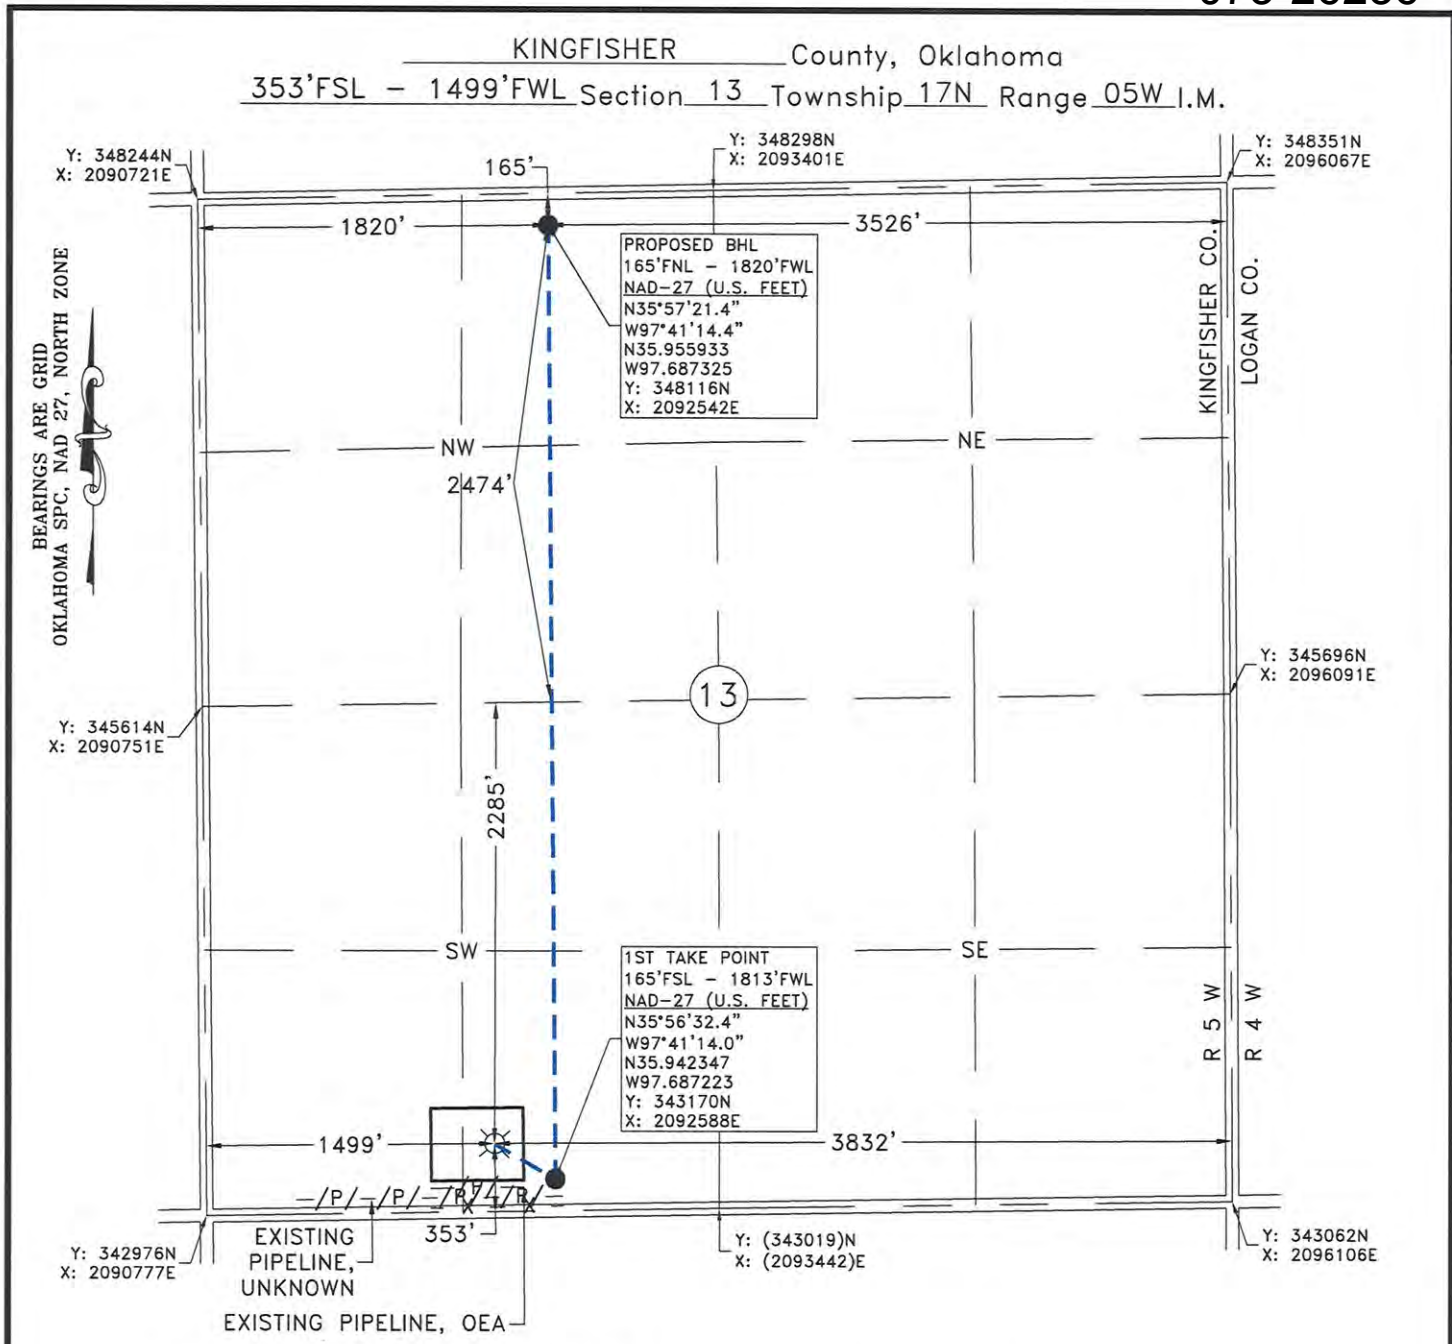 KINGFISHER County, Oklahoma
353'FSL - 1499'FWL Section 13 Township 17N Range 05W I.M.
Y: 348244N
X: 2090721E
165'
Y: 348298N
X: 2093401E
Y: 348351N
X: 2096067E
1820'
3526'
PROPOSED BHL
165'FNL - 1820'FWL
NAD-27 (U.S. FEET)
N35°57'21.4"
W97°41'14.4"
N35.955933
W97.687325
Y: 348116N
X: 2092542E
KINGFISHER CO.
LOGAN CO.
BEARINGS ARE GRID
OKLAHOMA SPC, NAD 27, NORTH ZONE
NW
NE
2474'
13
Y: 345696N
X: 2096091E
Y: 345614N
X: 2090751E
2285'
SW
SE
1ST TAKE POINT
165'FSL - 1813'FWL
NAD-27 (U.S. FEET)
N35°56'32.4"
W97°41'14.0"
N35.942347
W97.687223
Y: 343170N
X: 2092588E
R 5 W
R 4 W
1499'
3832'
353'
Y: 342976N
X: 2090777E
EXISTING
PIPELINE,
UNKNOWN
EXISTING PIPELINE, OEA
Y: (343019)N
X: (2093442)E
Y: 343062N
X: 2096106E